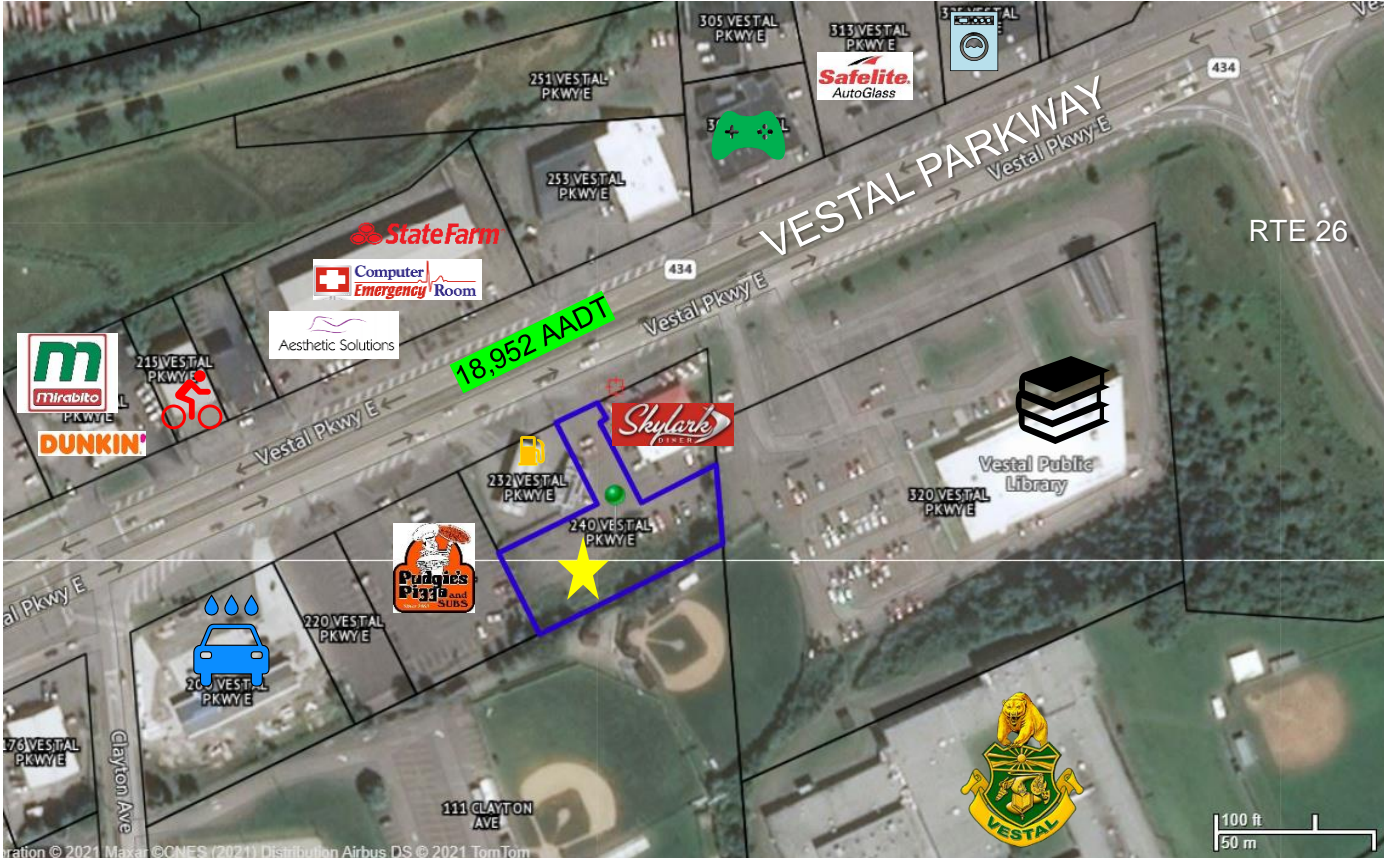 305 VESTAL
PKWY E
313 VESTAL
PKWY E
Safelite.
AutoGlass
434
251 VESTAL
PKWY E
VESTAL PARKWAY
Vestal Pkwy E
253 VESTAL
PKWY E
RTE 26
StateFarm
434
Computer
Emergency Room
Vestal Pkwy E
Aesthetic Solutions
18,952 AADT
m
Mirabito
215 VESTAL
PKWY E
PKWY E
DUNKIN'
Vestal Pkwy E
Skylark
DINER
232 VESTAL
PKWY E
240 VESTAL
PKWY E
Vestal Public
Library
320 VESTAL
PKWY E
Pudgie's
Pizza and
SUBS
Pkwy E
220 VESTAL
PKWY E
VESTAL
PKWY E
176 VESTAL
PKWY E
Clayton Ave
111 CLAYTON
AVE
VESTAL
100 ft
50 m
© 2021 Maxar ©CNES (2021) Distribution Airbus DS © 2021 TomTom